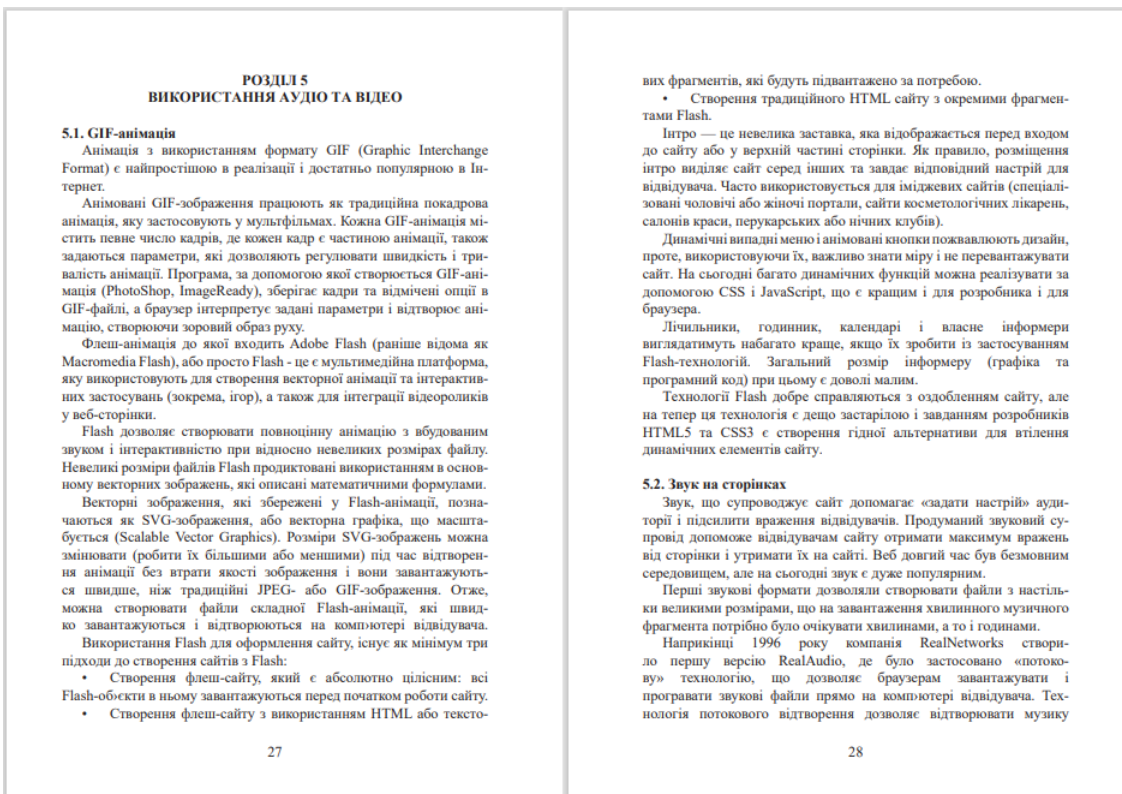 РОЗДІЛ 5
ВИКОРИСТАННЯ АУДІО ТА ВІДЕО
5.1. GIF-анімація
Анімація з використанням формату GIF (Graphic Interchange
Format) є найпростішою в реалізації і достатньо популярною в Ін-
тернет.
Анімовані GIF-зображення працюють як традиційна покадрова
анімація, яку застосовують у мультфільмах. Кожна GIF-анімація мі-
стить певне число кадрів, де кожен кадр є частиною анімації, також
задаються параметри, які дозволяють регулювати швидкість і три-
валість анімації. Програма, за допомогою якої створюється GIF-ані-
мація (PhotoShop, ImageReady), зберігає кадри та відмічені опції в
GIF-файлі, а браузер інтерпретує задані параметри і відтворює ані-
мацію, створюючи зоровий образ руху.
Флеш-анімація до якої входить Adobe Flash (раніше відома як
Macromedia Flash), або просто Flash - це є мультимедійна платформа,
яку використовують для створення векторної анімації та інтерактив-
них застосувань (зокрема, ігор), а також для інтеграції відеороликів
у веб-сторінки.
Flash дозволяє створювати повноцінну анімацію з вбудованим
звуком і інтерактивністю при відносно невеликих розмірах файлу.
Невеликі розміри файлів Flash продиктовані використанням в основ-
ному векторних зображень, які описані математичними формулами.
Векторні зображення, які збережені у Flash-анімації, позна-
чаються як SVG-зображення, або векторна графіка, що масшта-
бується (Scalable Vector Graphics). Розміри SVG-зображень можна
змінювати (робити їх більшими або меншими) під час відтворен-
ня анімації без втрати якості зображення і вони завантажують-
ся швидше, ніж традиційні JPEG- або GIF-зображення. Отже,
можна створювати файли складної Flash-анімації, які швид-
ко завантажуються і відтворюються на комп›ютері відвідувача.
Використання Flash для оформлення сайту, існує як мінімум три
підходи до створення сайтів з Flash:
• Створення флеш-сайту, який є абсолютно цілісним: всі
Flash-об›єкти в ньому завантажуються перед початком роботи сайту.
• Створення флеш-сайту з використанням HTML або тексто-
27
вих фрагментів, які будуть підвантажено за потребою.
• Створення традиційного HTML сайту з окремими фрагмен-
тами Flash.
Інтро — це невелика заставка, яка відображається перед входом
до сайту або у верхній частині сторінки. Як правило, розміщення
інтро виділяє сайт серед інших та завдає відповідний настрій для
відвідувача. Часто використовується для іміджевих сайтів (спеціалі-
зовані чоловічі або жіночі портали, сайти косметологічних лікарень,
салонів краси, перукарських або нічних клубів).
Динамічні випадні меню і анімовані кнопки пожвавлюють дизайн,
проте, використовуючи їх, важливо знати міру і не перевантажувати
сайт. На сьогодні багато динамічних функцій можна реалізувати за
допомогою CSS і JavaScript, що є кращим і для розробника і для
браузера.
Лічильники, годинник, календарі і власне інформери
виглядатимуть набагато краще, якщо їх зробити із застосуванням
Flash-технологій. Загальний розмір інформеру (графіка та
програмний код) при цьому є доволі малим.
Технології Flash добре справляються з оздобленням сайту, але
на тепер ця технологія є дещо застарілою і завданням розробників
HTML5 та CSS3 є створення гідної альтернативи для втілення
динамічних елементів сайту.
5.2. Звук на сторінках
Звук, що супроводжує сайт допомагає «задати настрій» ауди-
торії і підсилити враження відвідувачів. Продуманий звуковий су-
провід допоможе відвідувачам сайту отримати максимум вражень
від сторінки і утримати їх на сайті. Веб довгий час був безмовним
середовищем, але на сьогодні звук є дуже популярним.
Перші звукові формати дозволяли створювати файли з настіль-
ки великими розмірами, що на завантаження хвилинного музичного
фрагмента потрібно було очікувати хвилинами, а то і годинами.
Наприкінці 1996 року компанія RealNetworks створи-
ло першу версію RealAudio, де було застосовано «потоко-
ву» технологію, що дозволяє браузерам завантажувати і
програвати звукові файли прямо на комп›ютері відвідувача. Тех-
нологія потокового відтворення дозволяє відтворювати музику
28